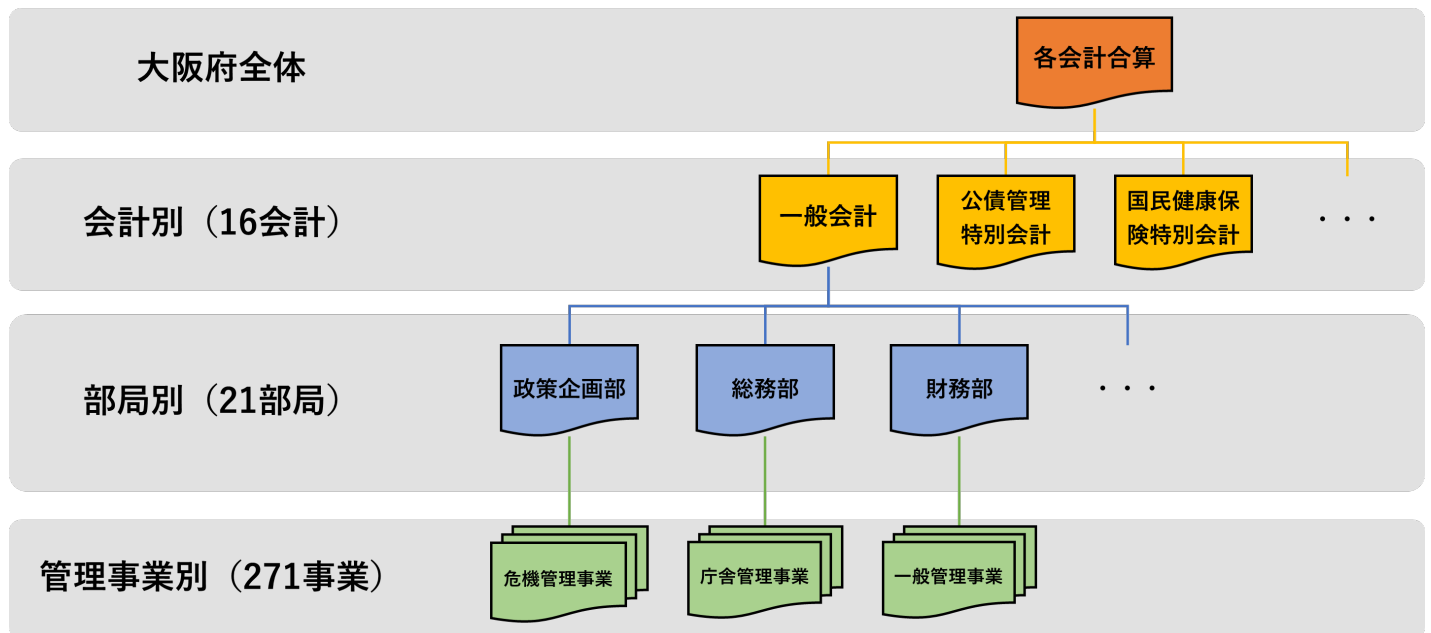 大阪府全体
各会計合算
会計別（16会計）
一般会計
公債管理
特別会計
国民健康保
険特別会計
・・・
部局別（21部局）
政策企画部
総務部
財務部
・・・
管理事業別（271事業）
危機管理事業
庁舎管理事業
一般管理事業